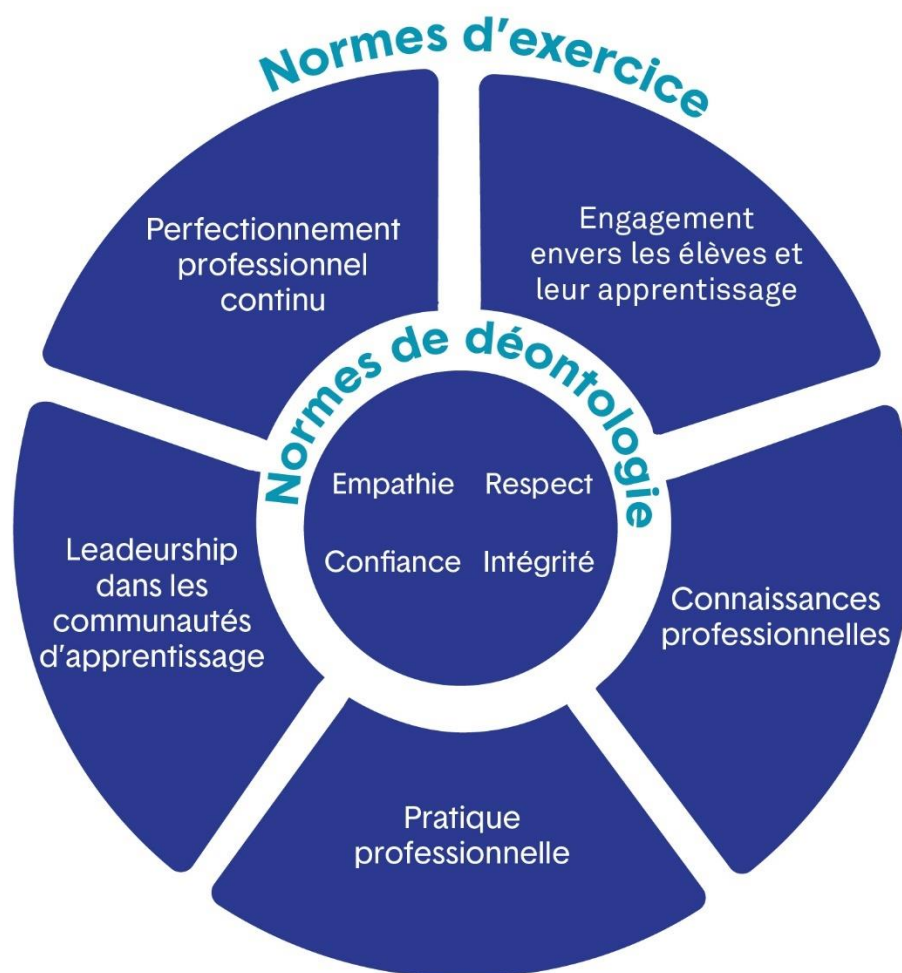 Normes d'exercice
Perfectionnement
professionnel
continu
Engagement
envers les élèves et
leur apprentissage
Normes de déontologie
Empathie Respect
Confiance Intégrité
Leadeurship
dans les
communautés
d'apprentissage
Connaissances
professionnelles
Pratique
professionnelle